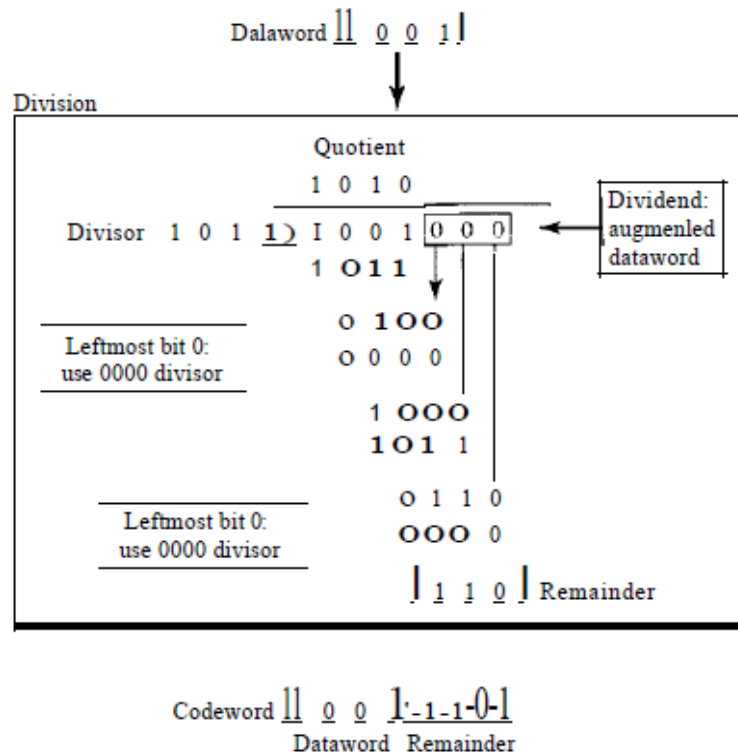 Dalaword 1 0 0 1
Division
Quotient
1 0 1 0
Divisor 1 0 1 1) I 0 0 1 0 0 0
Dividend:
augmenled
dataword
1 0 1 1
0 1 0 0
Leftmost bit 0:
use 0000 divisor
0 0 0 0
1 0 0 0
1 0 1 1
0 1 1 0
Leftmost bit 0:
use 0000 divisor
0 0 0 0
1 1 0 Remainder
Codeword 1 0 0 1 1 1 0
Dataword Remainder